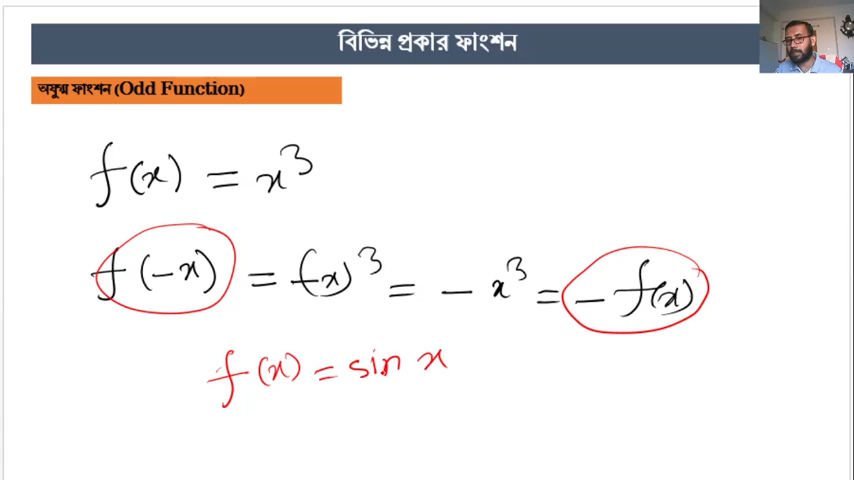 বিভিন্ন প্রকার ফাংশন
অযুগ্ম ফাংশন (Odd Function)
f(x) = x³
f(-x) = (-x)³ = - x³ = - f(x)
f(x) = sin x